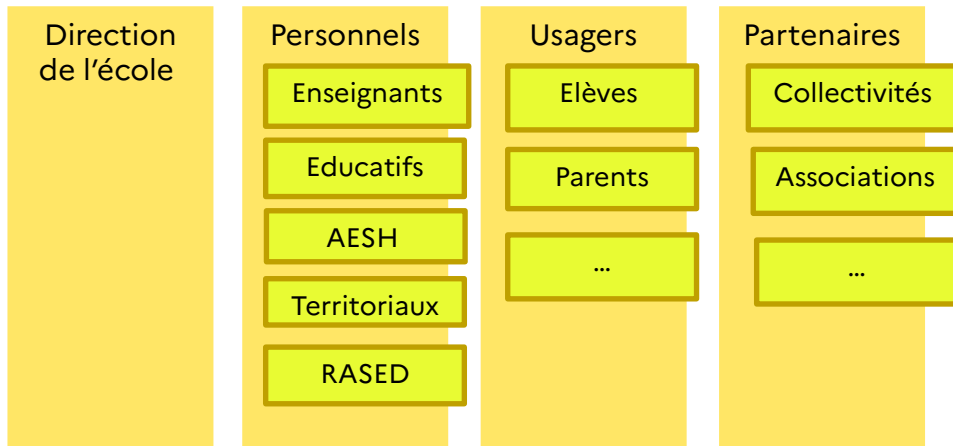 Direction
de l’école
Personnels
Enseignants
Educatifs
AESH
Territoriaux
RASED
Usagers
Elèves
Parents
...
Partenaires
Collectivités
Associations
...